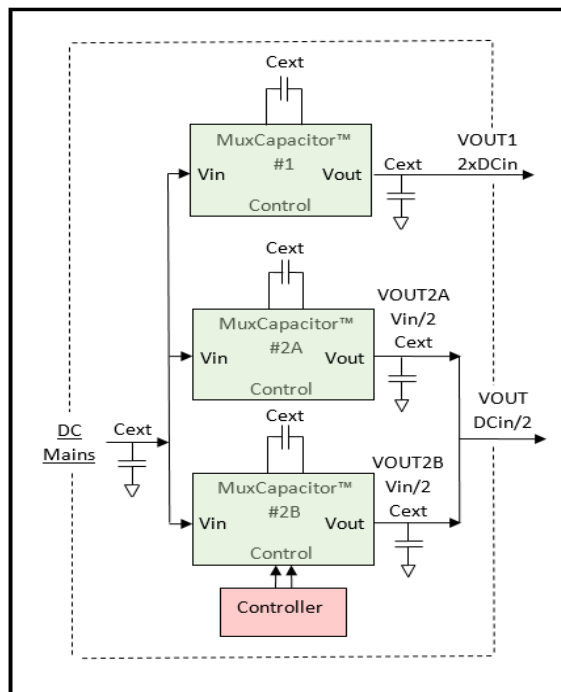 Cext
MuxCapacitor™
#1
Vin
Vout
Control
Cext
VOUT1
2xDCin
Cext
MuxCapacitor™
#2A
Vin
Vout
Control
VOUT2A
Vin/2
Cext
Cext
MuxCapacitor™
#2B
Vin
Vout
Control
VOUT2B
Vin/2
Cext
VOUT
DCin/2
DC
Mains
Cext
Controller